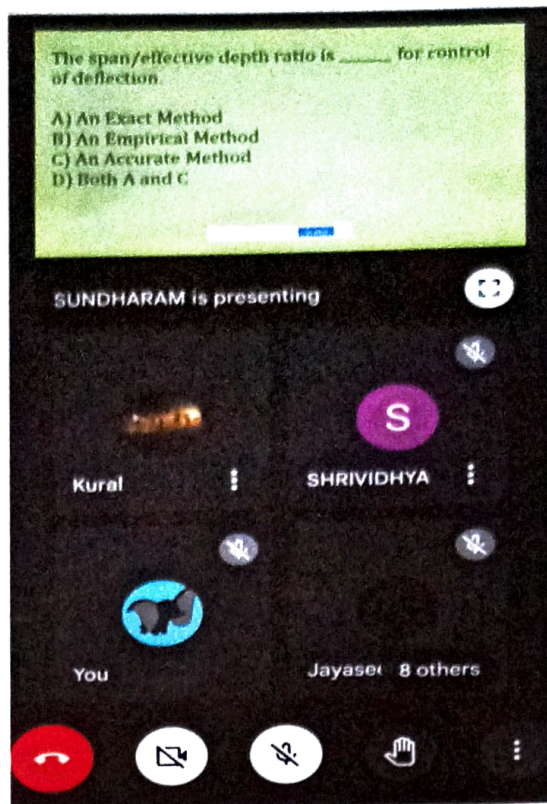 The span/effective depth ratio is ______ for control
of deflection.
A) An Exact Method
B) An Empirical Method
C) An Accurate Method
D) Both A and C
SUNDHARAM is presenting
S
Kural
SHRIVIDHYA
You
Jayase
8 others